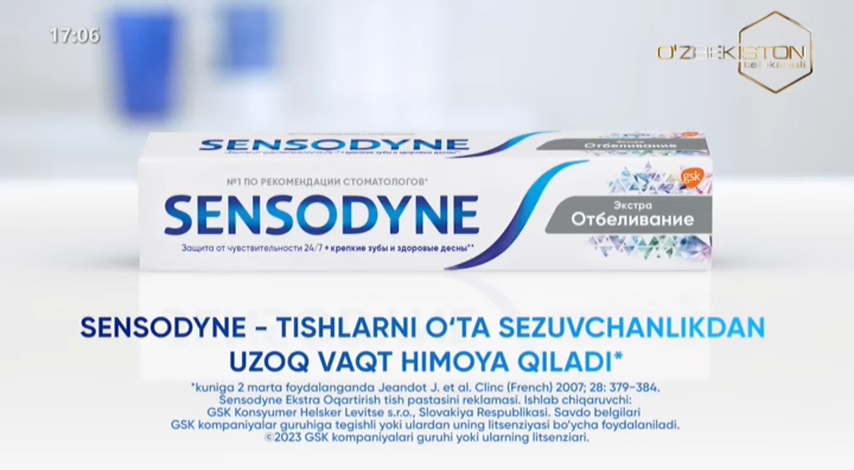 17:06
O'ZBEKISTON
telekanali
SENSODYNE
Экстра
Отбеливание
№1 ПО РЕКОМЕНДАЦИИ СТОМАТОЛОГОВ*
SENSODYNE
Защита от чувствительности 24/7 + крепкие зубы и здоровые десны**
gsk
Экстра
Отбеливание
SENSODYNE – TISHLARNI O‘TA SEZUVCHANLIKDAN
UZOQ VAQT HIMOYA QILADI*
*kuniga 2 marta foydalanganda Jeandot J. et al. Clinc (French) 2007; 28: 379–384.
Sensodyne Ekstra Oqartirish tish pastasini reklamasi. Ishlab chiqaruvchi:
GSK Konsyumer Helsker Levitse s.r.o., Slovakiya Respublikasi. Savdo belgilari
GSK kompaniyalar guruhiga tegishli yoki ulardan uning litsenziyasi bo'yicha foydalaniladi.
©2023 GSK kompaniyalari guruhi yoki ularning litsenziari.